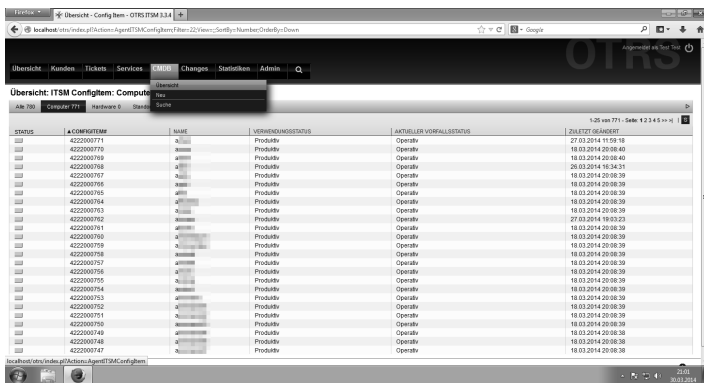 Firefox
Übersicht - Config Item - OTRS ITSM 3.3.4
localhost/otrs/index.pl?Action=AgentITSMConfigItem;Filter=22;View=;;SortBy=Number;OrderBy=Down
Google
OTRS
Angemeldet als Test Test
Übersicht Kunden Tickets Services CMDB Changes Statistiken Admin
Übersicht
Neu
Suche
Übersicht: ITSM ConfigItem: Compute
Alle 780 Computer 771 Hardware 0 Stando
1-25 von 771 - Seite: 1 2 3 4 5 >> >| | S
STATUS ▲CONFIGITEM# NAME VERWENDUNGSSTATUS AKTUELLER VORFALLSSTATUS ZULETZT GEÄNDERT
4222000771 a Produktiv Operativ 27.03.2014 11:59:18
4222000770 a Produktiv Operativ 18.03.2014 20:08:40
4222000769 a Produktiv Operativ 18.03.2014 20:08:40
4222000768 a Produktiv Operativ 26.03.2014 16:34:31
4222000767 a Produktiv Operativ 18.03.2014 20:08:39
4222000766 a Produktiv Operativ 18.03.2014 20:08:39
4222000765 a Produktiv Operativ 18.03.2014 20:08:39
4222000764 a Produktiv Operativ 18.03.2014 20:08:39
4222000763 a Produktiv Operativ 18.03.2014 20:08:39
4222000762 a Produktiv Operativ 27.03.2014 19:03:23
4222000761 a Produktiv Operativ 18.03.2014 20:08:39
4222000760 a Produktiv Operativ 18.03.2014 20:08:39
4222000759 a Produktiv Operativ 18.03.2014 20:08:39
4222000758 a Produktiv Operativ 18.03.2014 20:08:39
4222000757 a Produktiv Operativ 18.03.2014 20:08:39
4222000756 a Produktiv Operativ 18.03.2014 20:08:39
4222000755 a Produktiv Operativ 18.03.2014 20:08:39
4222000754 a Produktiv Operativ 18.03.2014 20:08:39
4222000753 a Produktiv Operativ 18.03.2014 20:08:39
4222000752 a Produktiv Operativ 18.03.2014 20:08:39
4222000751 a Produktiv Operativ 18.03.2014 20:08:39
4222000750 a Produktiv Operativ 18.03.2014 20:08:39
4222000749 a Produktiv Operativ 18.03.2014 20:08:38
4222000748 a Produktiv Operativ 18.03.2014 20:08:38
4222000747 a Produktiv Operativ 18.03.2014 20:08:38
localhost/otrs/index.pl?Action=AgentITSMConfigItem
21:01
30.03.2014